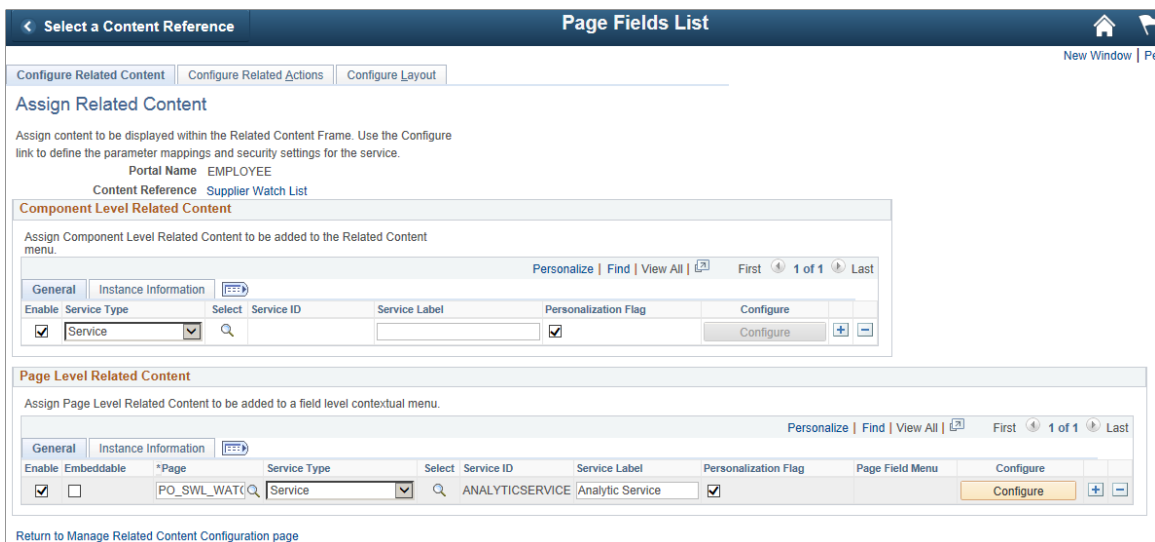 Select a Content Reference Page Fields List
New Window | Pe
Configure Related Content Configure Related Actions Configure Layout
Assign Related Content
Assign content to be displayed within the Related Content Frame. Use the Configure
link to define the parameter mappings and security settings for the service.
Portal Name EMPLOYEE
Content Reference Supplier Watch List
Component Level Related Content
Assign Component Level Related Content to be added to the Related Content
menu.
Personalize | Find | View All | First 1 of 1 Last
General Instance Information
Enable Service Type Select Service ID Service Label Personalization Flag Configure
Service Configure
Page Level Related Content
Assign Page Level Related Content to be added to a field level contextual menu.
Personalize | Find | View All | First 1 of 1 Last
General Instance Information
Enable Embeddable *Page Service Type Select Service ID Service Label Personalization Flag Page Field Menu Configure
PO_SWL_WAT Service ANALYTICSERVICE Analytic Service Configure
Return to Manage Related Content Configuration page